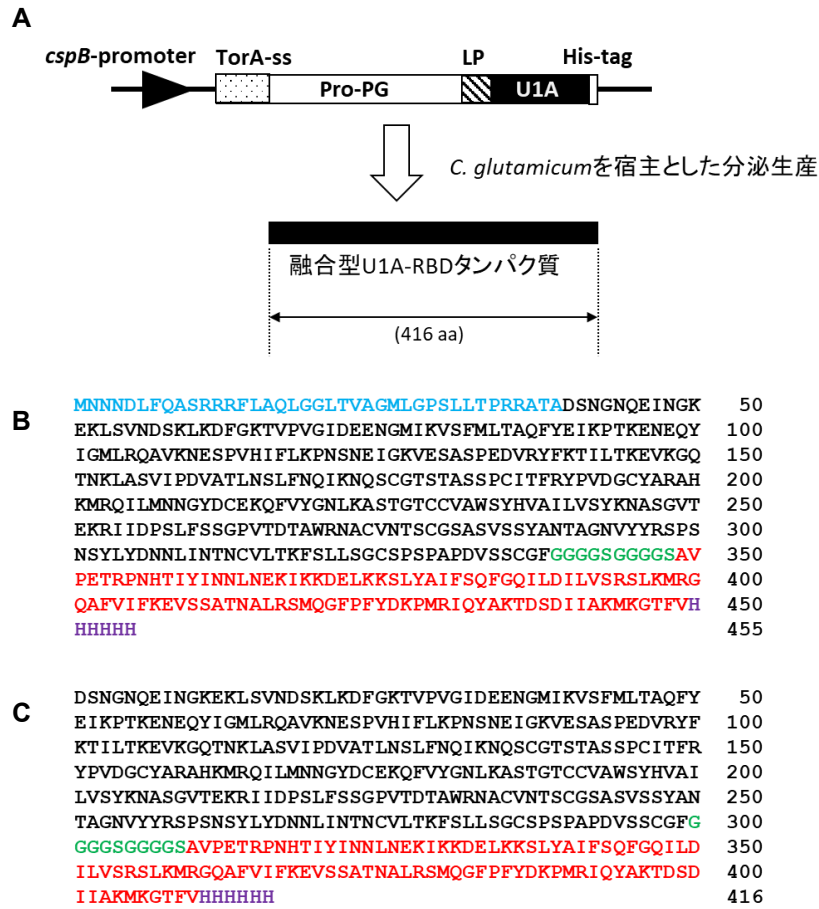 A
cspB-promoter TorA-ss LP His-tag
Pro-PG U1A
C. glutamicumを宿主とした分泌生産
融合型U1A-RBDタンパク質
(416 aa)
B
MNNNDLFQASRRRFLAQLGGLTVAGMLGPSLLTPRRATADSNGNQEINGK 50
EKLSVNDSKLKDFGKTVPVGIDEENGMIKVSFMLTAQFYEIKPTKENEQY 100
IGMLRQAVKNESPVHIFLKPNSNEIGKVESASPEDVRYFKTILTKEVKGQ 150
TNKLASVIPDVATLNSLFNQIKNQSCGTSTASSPCITFRYPVDGCYARAH 200
KMRQILMNNGYDCEKQFVYGNLKASTGTCCVAWSYHVAILVSYKNASGVT 250
EKRIIDPSLFSSGPVTDTAWRNACVNTSCGSASVSSYANTAGNVYYRSPS 300
NSYLYDNNLINTNCVLTKFSLLSGCSPSPAPDVSSCGFGGGGSGGGGSAV 350
PETRPNHTIYINNLNEKIKKDELKKSLYAIFSQFGQILDILVSRSLKMRG 400
QAFVIFKEVSSATNALRSMQGFPFYDKPMRIQYAKTDSDIIAKMKGTFVH 450
HHHHH 455
C
DSNGNQEINGKEKLSVNDSKLKDFGKTVPVGIDEENGMIKVSFMLTAQFY 50
EIKPTKENEQYIGMLRQAVKNESPVHIFLKPNSNEIGKVESASPEDVRYF 100
KTILTKEVKGQTNKLASVIPDVATLNSLFNQIKNQSCGTSTASSPCITFR 150
YPVDGCYARAHKMRQILMNNGYDCEKQFVYGNLKASTGTCCVAWSYHVAI 200
LVSYKNASGVTEKRIIDPSLFSSGPVTDTAWRNACVNTSCGSASVSSYAN 250
TAGNVYYRSPSNSYLYDNNLINTNCVLTKFSLLSGCSPSPAPDVSSCGFG 300
GGGSGGGGSAVPETRPNHTIYINNLNEKIKKDELKKSLYAIFSQFGQILD 350
ILVSRSLKMRGQAFVIFKEVSSATNALRSMQGFPFYDKPMRIQYAKTDSD 400
IIAKMKGTFVHHHHHH 416